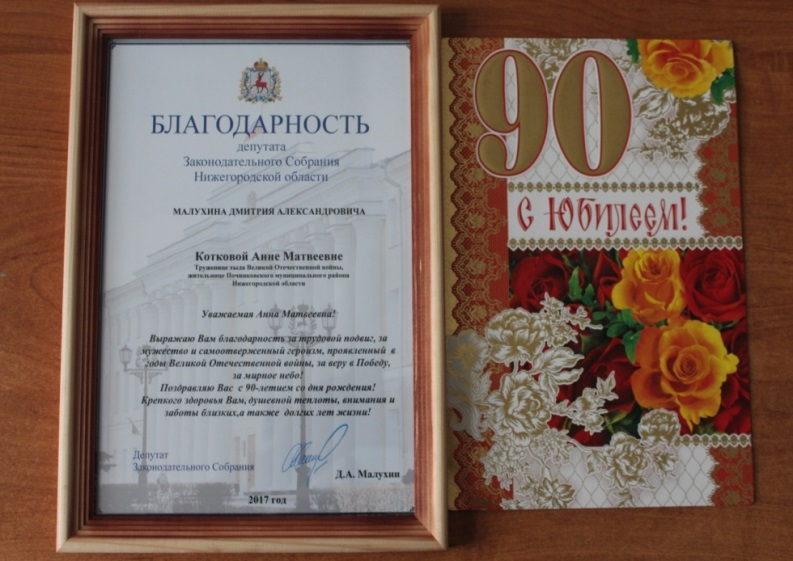 БЛАГОДАРНОСТЬ
депутата
Законодательного Собрания
Нижегородской области
МАЛУХИНА ДМИТРИЯ АЛЕКСАНДРОВИЧА
Котковой Анне Матвеевне
Труженице тыла Великой Отечественной войны,
жительнице Починковского муниципального района
Нижегородской области
Уважаемая Анна Матвеевна!
Выражаю Вам благодарность за трудовой подвиг, за
мужество и самоотверженный героизм, проявленный в
годы Великой Отечественной войны, за веру в Победу,
за мирное небо!
Поздравляю Вас с 90-летием со дня рождения!
Крепкого здоровья Вам, душевной теплоты, внимания и
заботы близких,а также долгих лет жизни!
Депутат
Законодательного Собрания
Д.А. Малухин
2017 год
90
с Юбилеем!